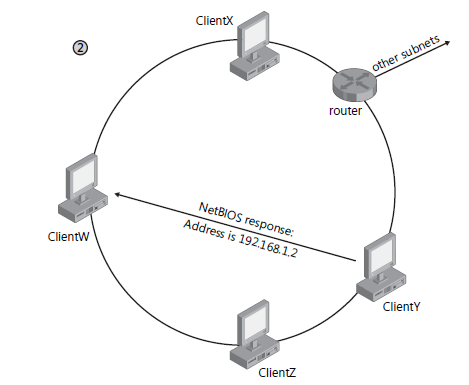 ClientX
2
other subnets
router
NetBIOS response:
Address is 192.168.1.2
ClientW
ClientY
ClientZ